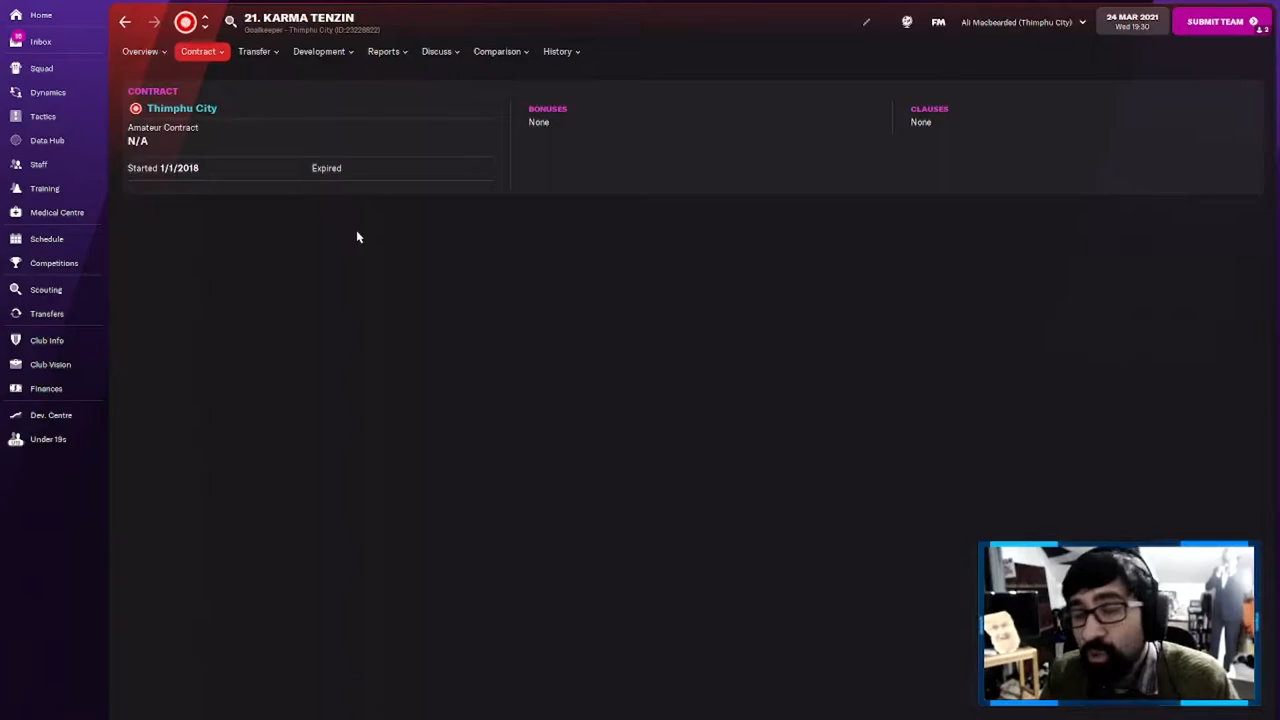 Home
21. KARMA TENZIN
Goalkeeper - Thimphu City (ID:23226622)
FM
Ali Macbearded (Thimphu City)
24 MAR 2021
Wed 19:30
SUBMIT TEAM
2
Inbox
Overview
Contract
Transfer
Development
Reports
Discuss
Comparison
History
Squad
Dynamics
Tactics
Data Hub
Staff
Training
Medical Centre
Schedule
Competitions
Scouting
Transfers
Club Info
Club Vision
Finances
Dev. Centre
Under 19s
CONTRACT
Thimphu City
Amateur Contract
N/A
Started 1/1/2018
Expired
BONUSES
None
CLAUSES
None